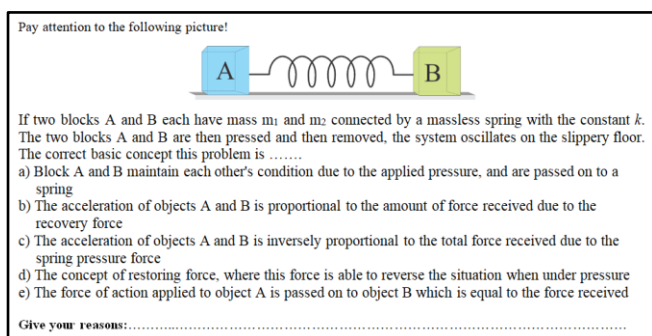 Pay attention to the following picture!
A B
If two blocks A and B each have mass m₁ and m₂ connected by a massless spring with the constant k.
The two blocks A and B are then pressed and then removed, the system oscillates on the slippery floor.
The correct basic concept this problem is …….
a) Block A and B maintain each other's condition due to the applied pressure, and are passed on to a
spring
b) The acceleration of objects A and B is proportional to the amount of force received due to the
recovery force
c) The acceleration of objects A and B is inversely proportional to the total force received due to the
spring pressure force
d) The concept of restoring force, where this force is able to reverse the situation when under pressure
e) The force of action applied to object A is passed on to object B which is equal to the force received
Give your reasons:…………………………………………………………………………………………